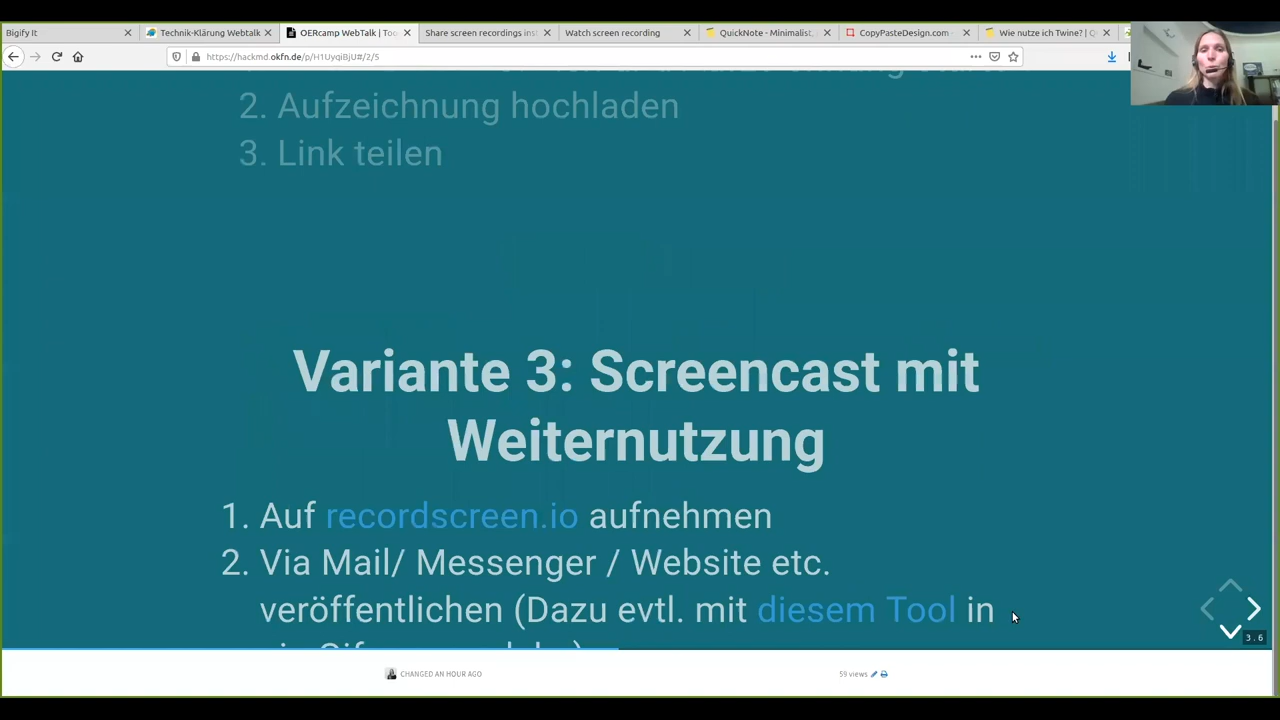 Bigify It
Technik-Klärung Webtalk
OERcamp WebTalk | Too
Share screen recordings ins
Watch screen recording
QuickNote - Minimalist,
CopyPasteDesign.com
Wie nutze ich Twine? |
https://hackmd.okfn.de/p/H1UyqiBjU#/2/5
2. Aufzeichnung hochladen
3. Link teilen
Variante 3: Screencast mit
Weiternutzung
1. Auf recordscreen.io aufnehmen
2. Via Mail/ Messenger / Website etc.
veröffentlichen (Dazu evtl. mit diesem Tool in
3.6
CHANGED AN HOUR AGO
59 views